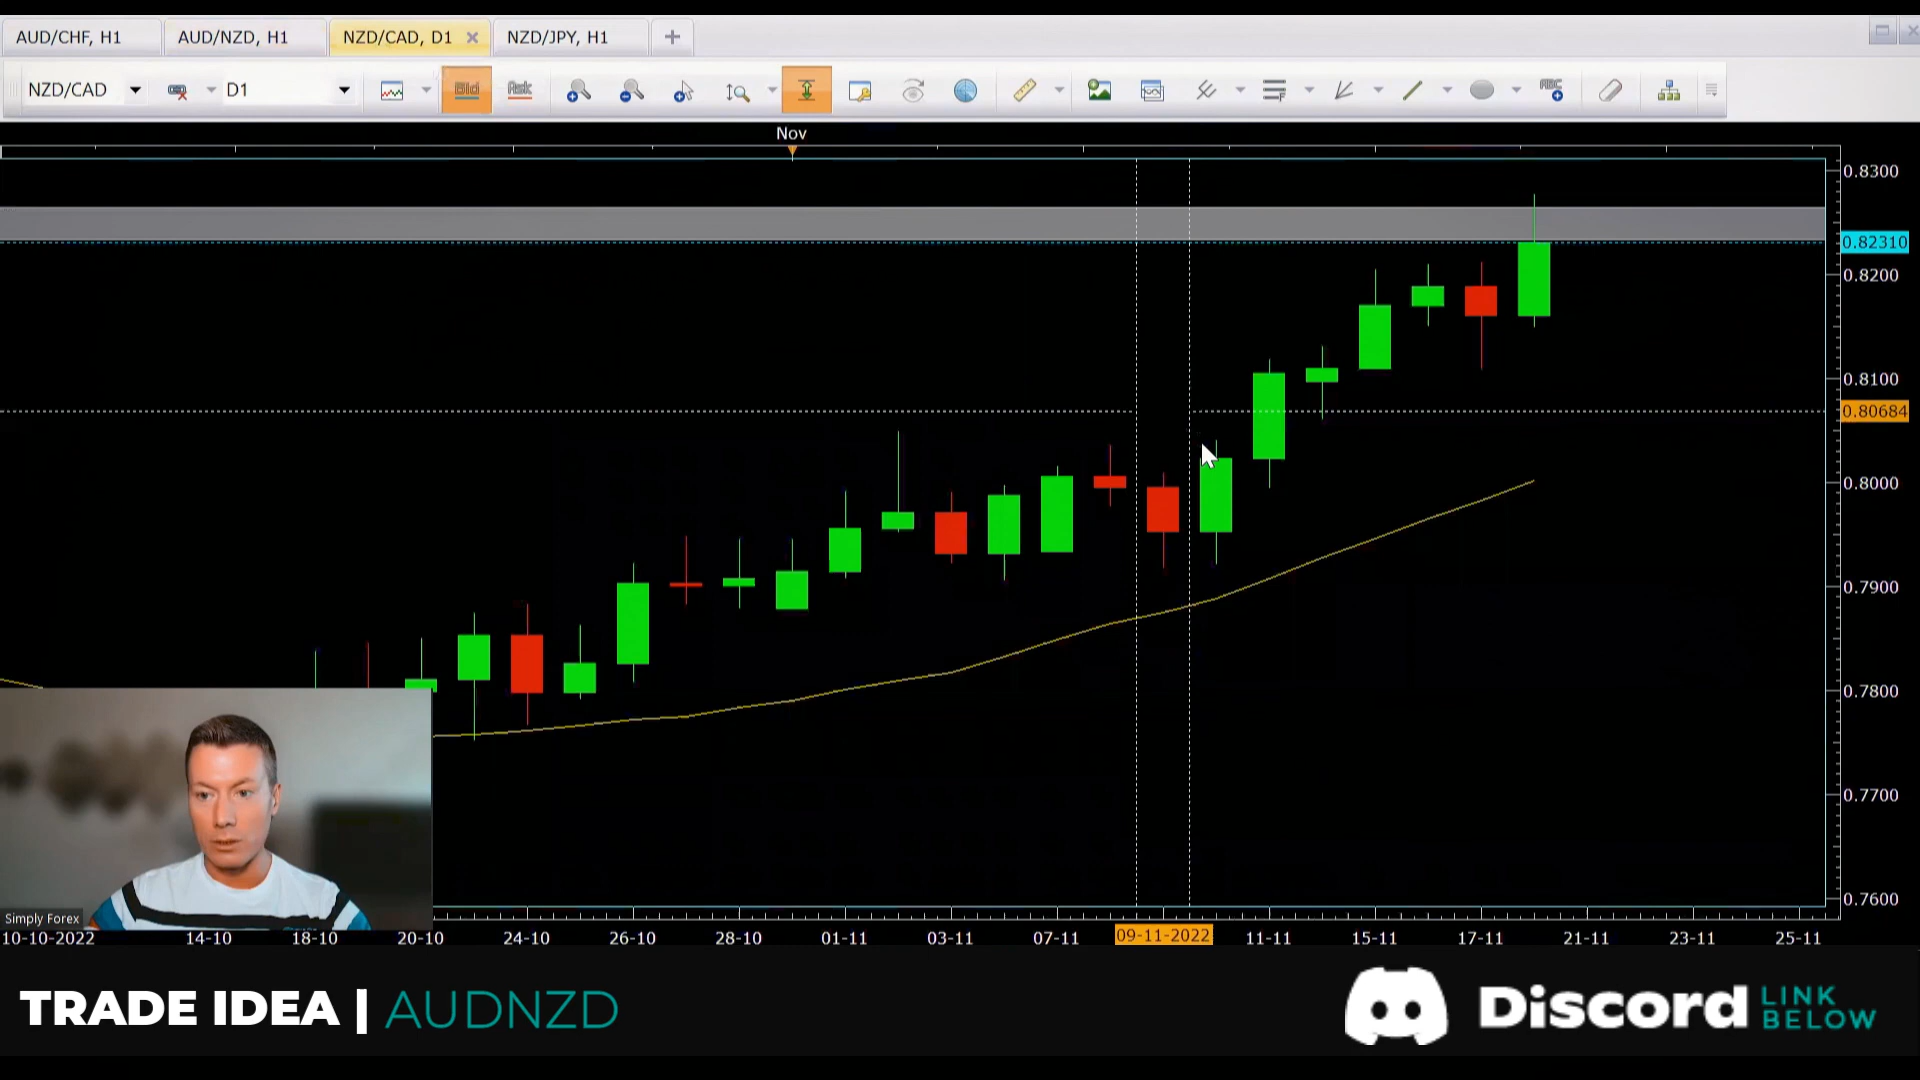 AUD/CHF, H1
AUD/NZD, H1
NZD/CAD, D1
NZD/JPY, H1
NZD/CAD
D1
Bid
Ask
ABC
Nov
0.8300
0.82310
0.8200
0.8100
0.80684
0.8000
0.7900
0.7800
0.7700
0.7600
Simply Forex
10-10-2022
14-10
18-10
20-10
24-10
26-10
28-10
01-11
03-11
07-11
09-11-2022
11-11
15-11
17-11
21-11
23-11
25-11
TRADE IDEA | AUDNZD
Discord
LINK
BELOW